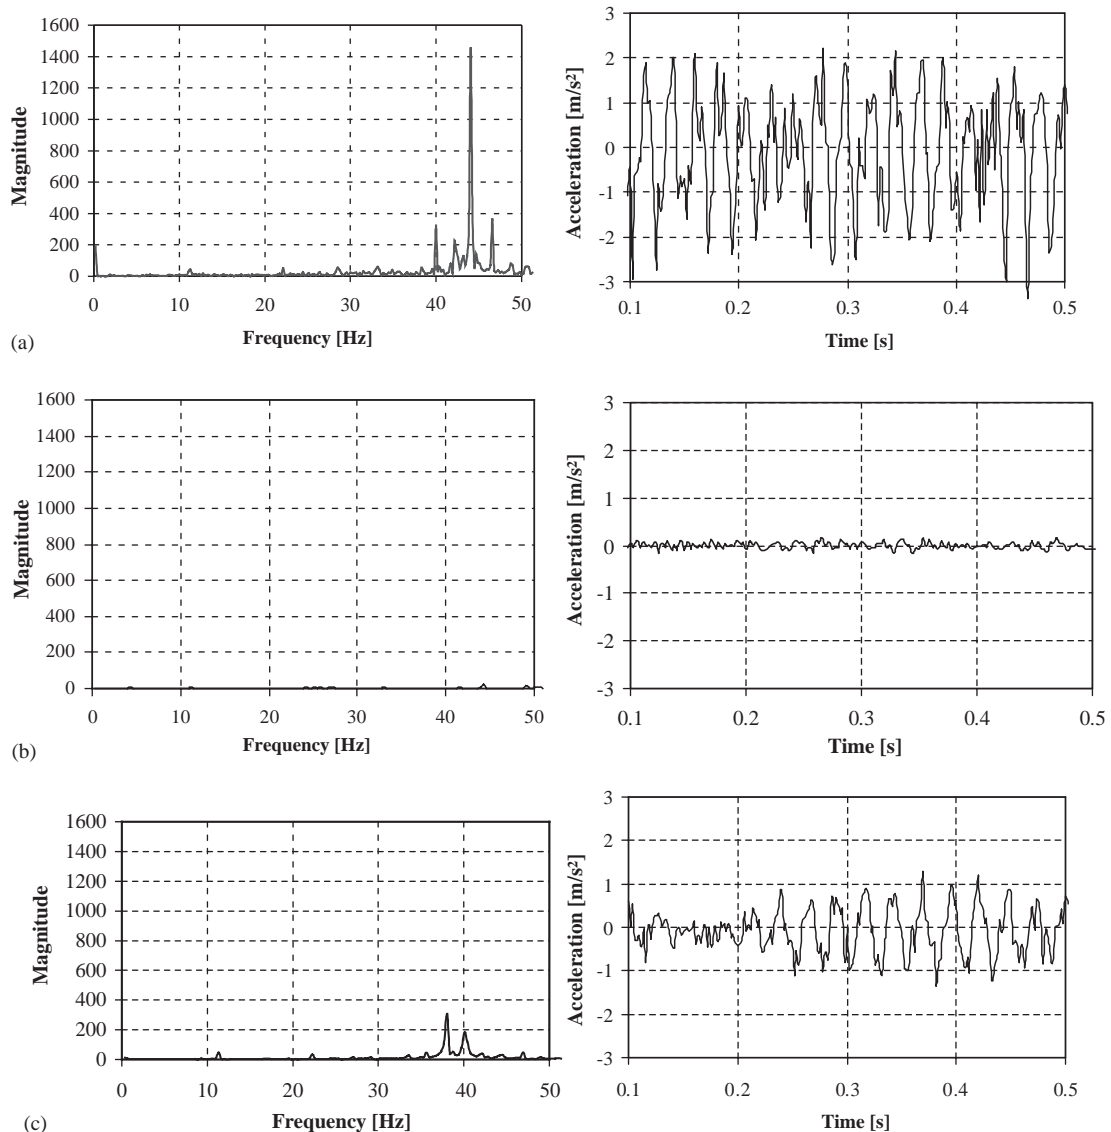 1600
1400
1200
1000
800
600
400
200
0
Magnitude
0 10 20 30 40 50
Frequency [Hz]
(a)
3
2
1
0
-1
-2
-3
Acceleration [m/s²]
0.1 0.2 0.3 0.4 0.5
Time [s]
1600
1400
1200
1000
800
600
400
200
0
Magnitude
0 10 20 30 40 50
Frequency [Hz]
(b)
3
2
1
0
-1
-2
-3
Acceleration [m/s²]
0.1 0.2 0.3 0.4 0.5
Time [s]
1600
1400
1200
1000
800
600
400
200
0
Magnitude
0 10 20 30 40 50
Frequency [Hz]
(c)
3
2
1
0
-1
-2
-3
Acceleration [m/s²]
0.1 0.2 0.3 0.4 0.5
Time [s]